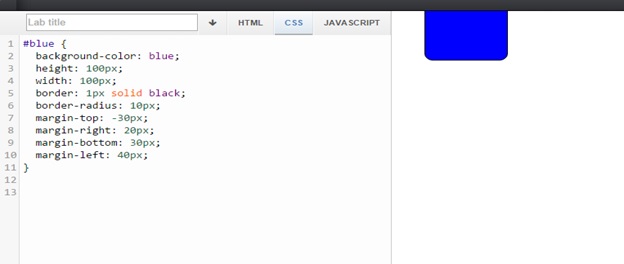 Lab title HTML CSS JAVASCRIPT
1 #blue {
2 background-color: blue;
3 height: 100px;
4 width: 100px;
5 border: 1px solid black;
6 border-radius: 10px;
7 margin-top: -30px;
8 margin-right: 20px;
9 margin-bottom: 30px;
10 margin-left: 40px;
11 }
12
13